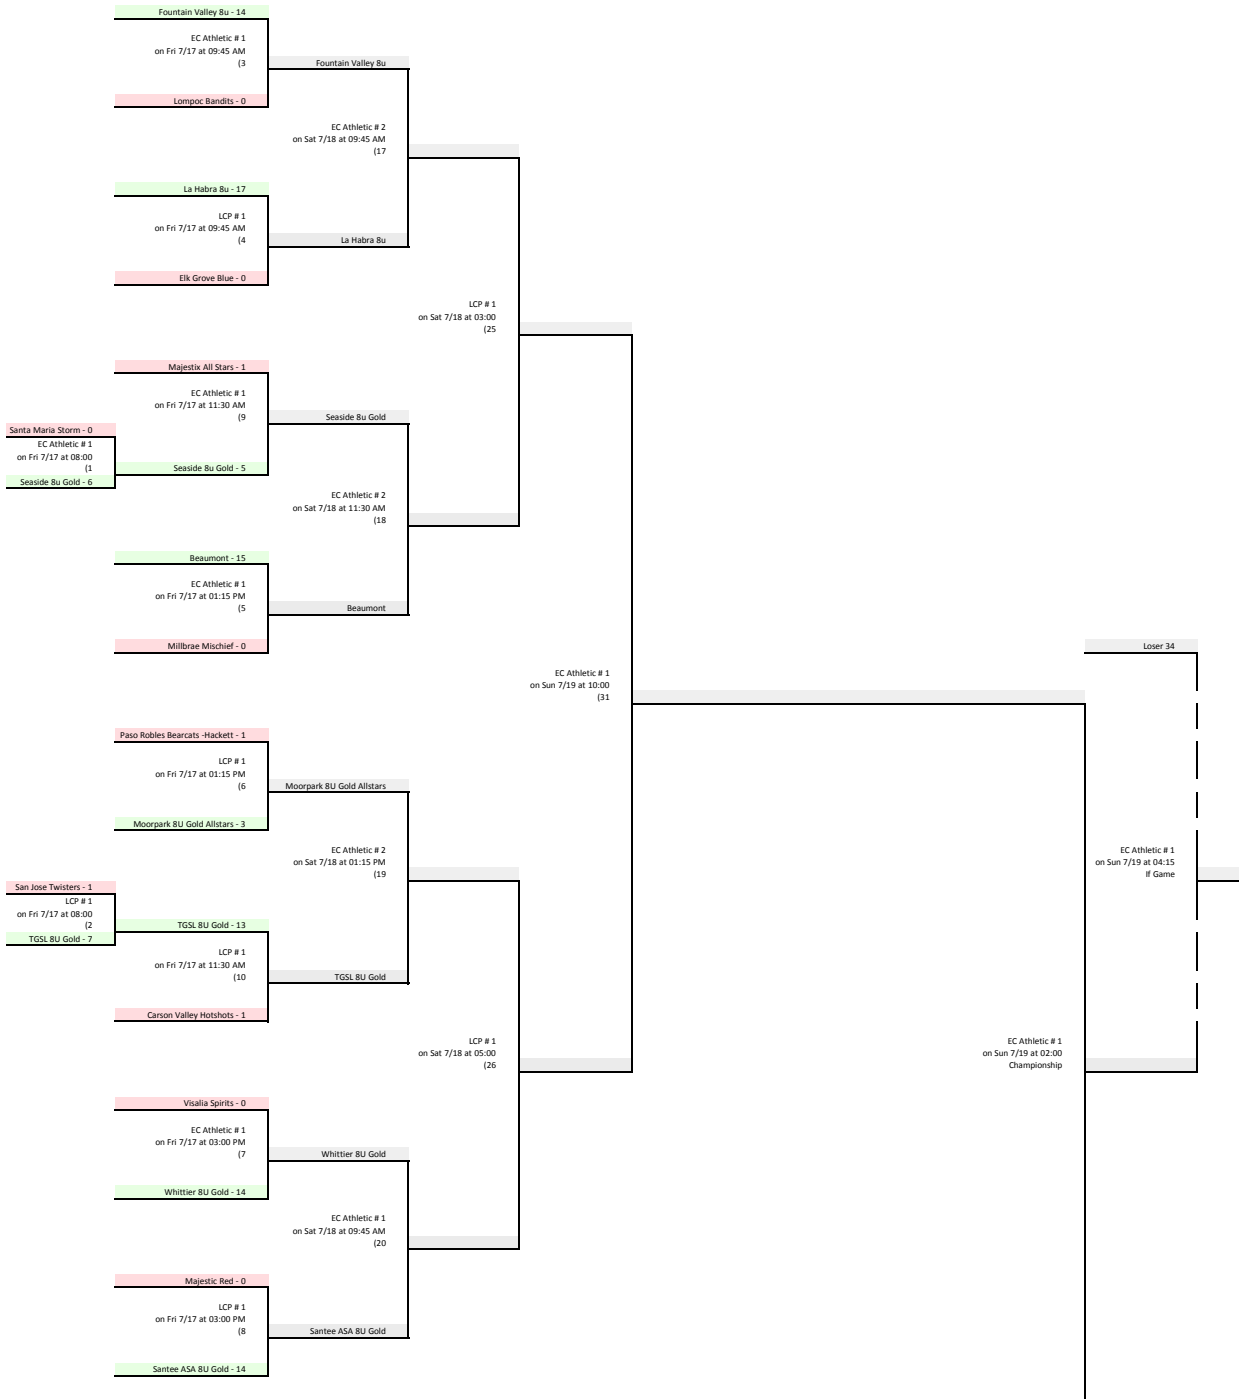 Fountain Valley 8u - 14
EC Athletic # 1
on Fri 7/17 at 09:45 AM
(3
Fountain Valley 8u
Lompoc Bandits - 0
EC Athletic # 2
on Sat 7/18 at 09:45 AM
(17
La Habra 8u - 17
LCP # 1
on Fri 7/17 at 09:45 AM
(4
La Habra 8u
Elk Grove Blue - 0
LCP # 1
on Sat 7/18 at 03:00
(25
Majestix All Stars - 1
EC Athletic # 1
on Fri 7/17 at 11:30 AM
(9
Seaside 8u Gold
Santa Maria Storm - 0
EC Athletic # 1
on Fri 7/17 at 08:00
(1
Seaside 8u Gold - 6
Seaside 8u Gold - 5
EC Athletic # 2
on Sat 7/18 at 11:30 AM
(18
Beaumont - 15
EC Athletic # 1
on Fri 7/17 at 01:15 PM
(5
Beaumont
Millbrae Mischief - 0
Loser 34
EC Athletic # 1
on Sun 7/19 at 10:00
(31
Paso Robles Bearcats -Hackett - 1
LCP # 1
on Fri 7/17 at 01:15 PM
(6
Moorpark 8U Gold Allstars
Moorpark 8U Gold Allstars - 3
EC Athletic # 2
on Sat 7/18 at 01:15 PM
(19
EC Athletic # 1
on Sun 7/19 at 04:15
If Game
San Jose Twisters - 1
LCP # 1
on Fri 7/17 at 08:00
(2
TGSL 8U Gold - 7
TGSL 8U Gold - 13
LCP # 1
on Fri 7/17 at 11:30 AM
(10
TGSL 8U Gold
Carson Valley Hotshots - 1
LCP # 1
on Sat 7/18 at 05:00
(26
EC Athletic # 1
on Sun 7/19 at 02:00
Championship
Visalia Spirits - 0
EC Athletic # 1
on Fri 7/17 at 03:00 PM
(7
Whittier 8U Gold
Whittier 8U Gold - 14
EC Athletic # 1
on Sat 7/18 at 09:45 AM
(20
Majestic Red - 0
LCP # 1
on Fri 7/17 at 03:00 PM
(8
Santee ASA 8U Gold
Santee ASA 8U Gold - 14